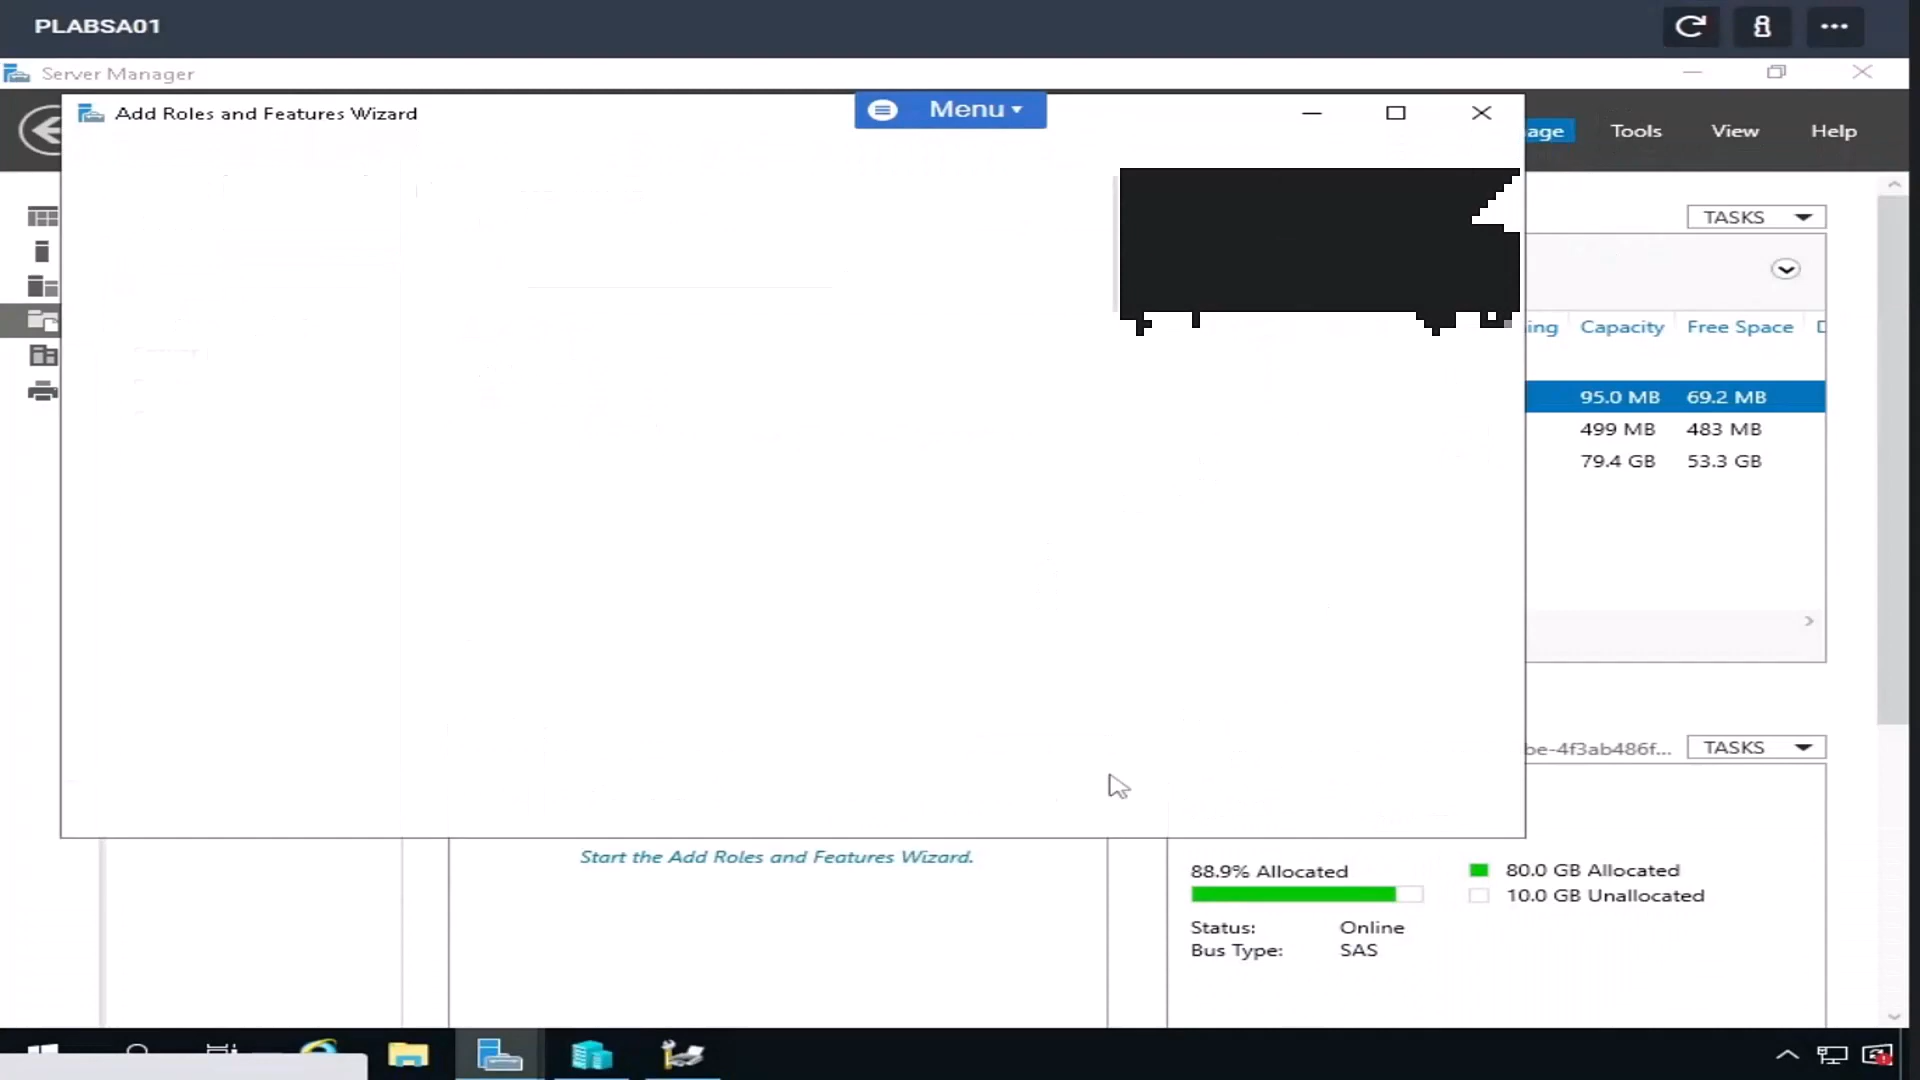 PLABSA01
Server Manager
Add Roles and Features Wizard
Menu
age
Tools
View
Help
TASKS
ing
Capacity
Free Space
95.0 MB
69.2 MB
499 MB
483 MB
79.4 GB
53.3 GB
be-4f3ab486f...
TASKS
Start the Add Roles and Features Wizard.
88.9% Allocated
80.0 GB Allocated
10.0 GB Unallocated
Status:
Online
Bus Type:
SAS